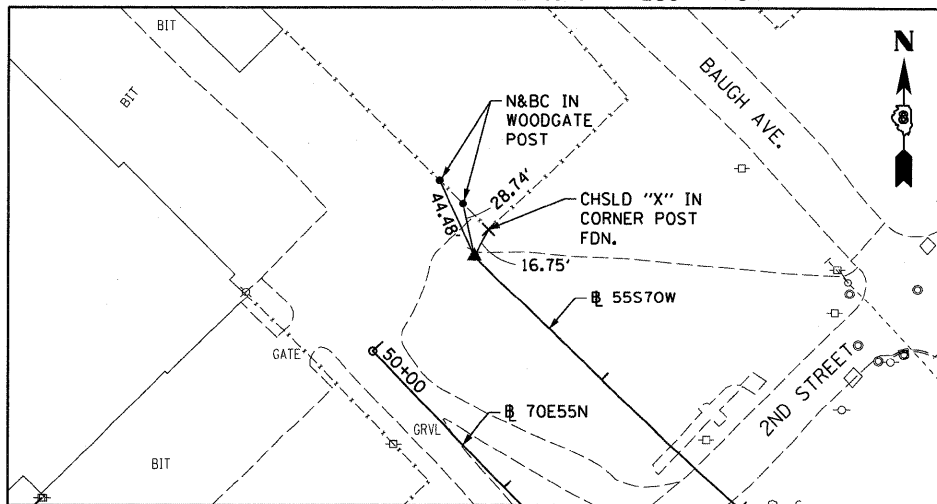 BIT
BIT
N
8
BAUGH AVE.
N&BC IN
WOODGATE
POST
28.74'
44.48'
CHSLD "X" IN
CORNER POST
FDN.
16.75'
55S70W
GATE
50+00
2ND STREET
70E55N
GRVL
BIT